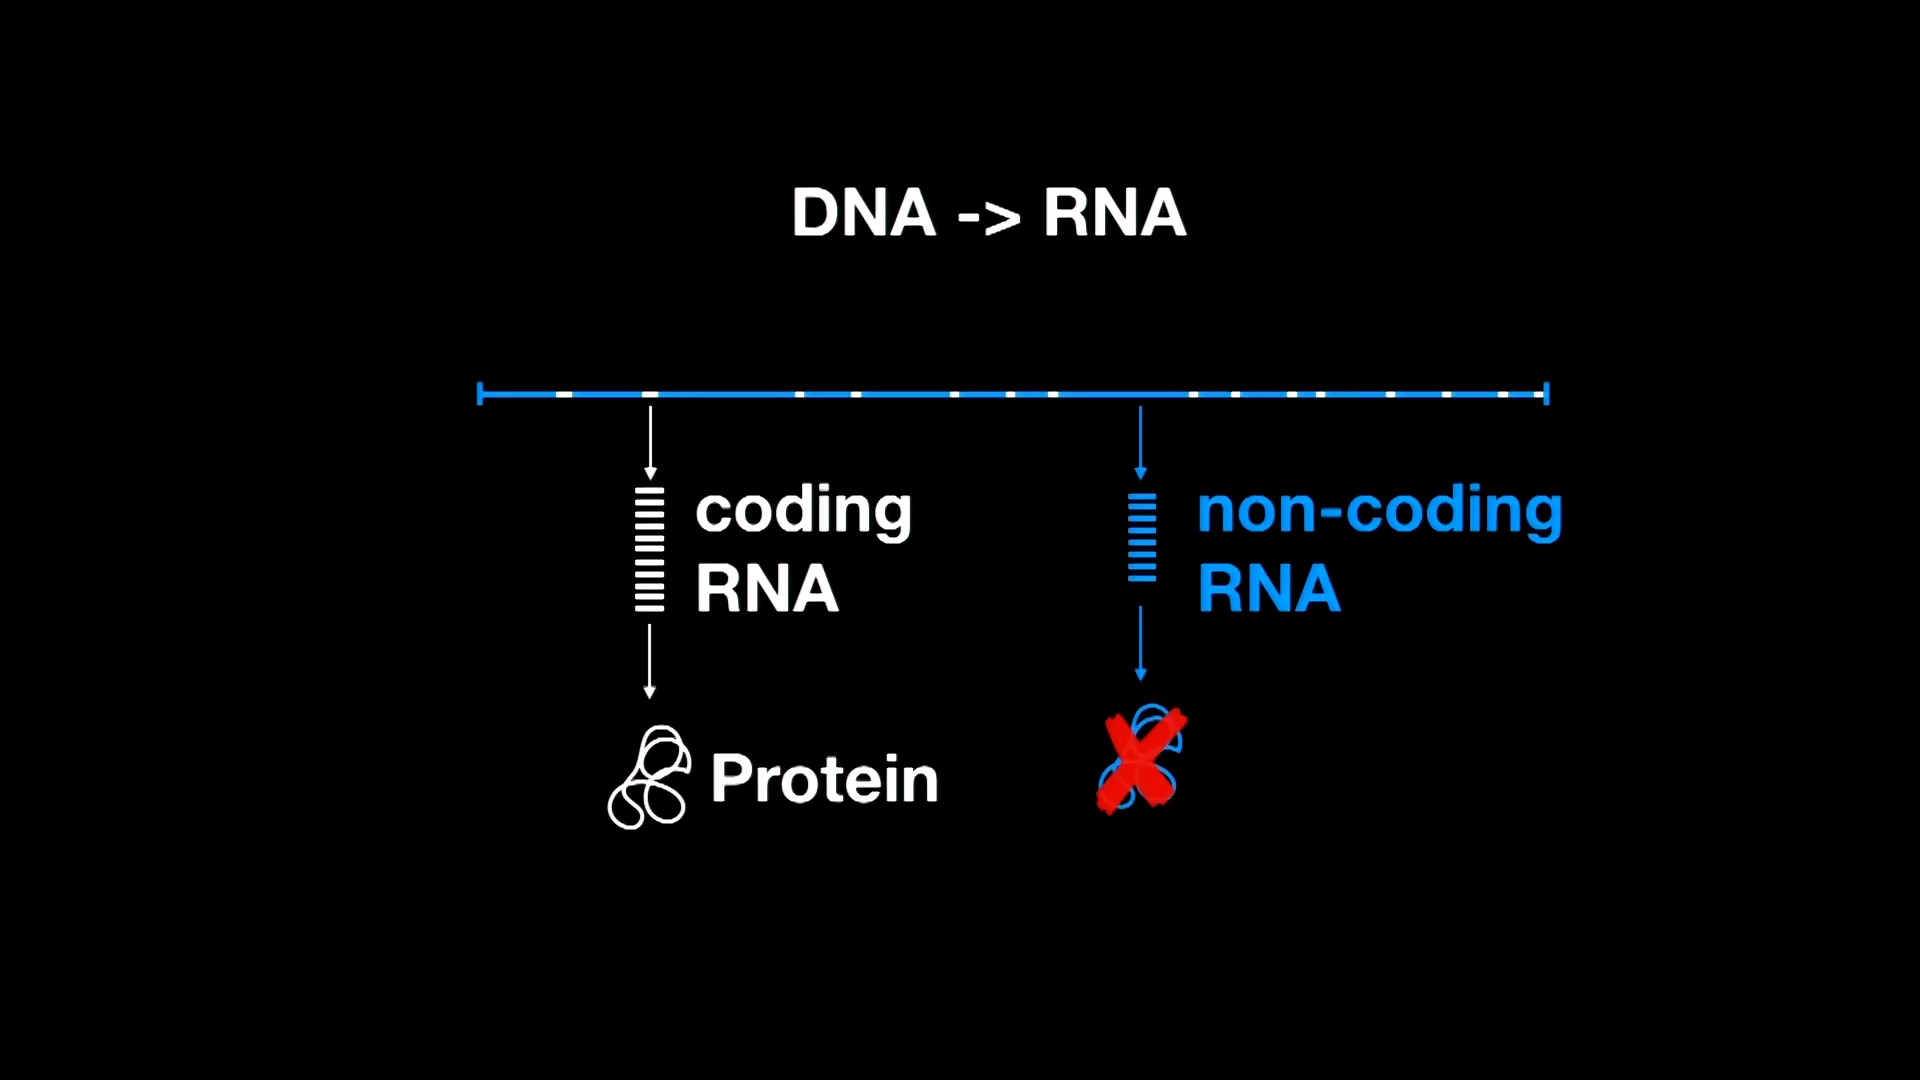 DNA -> RNA
coding
RNA
non-coding
RNA
Protein